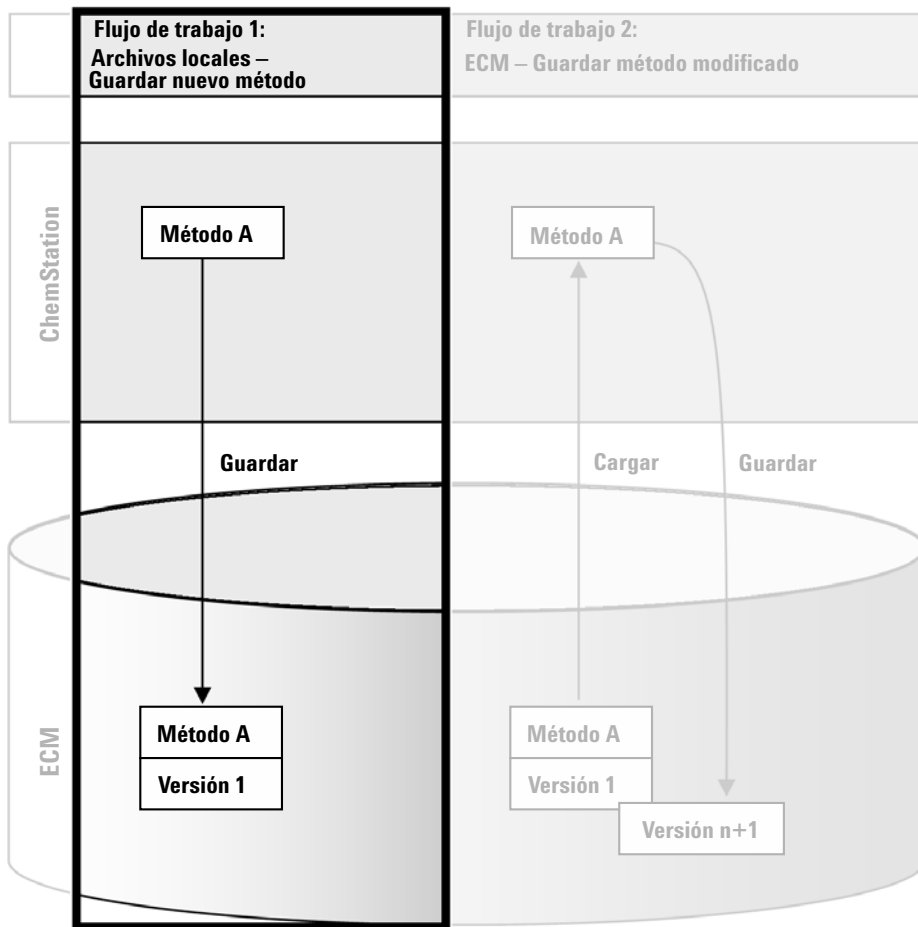 Flujo de trabajo 1:
Archivos locales –
Guardar nuevo método
Flujo de trabajo 2:
ECM – Guardar método modificado
ChemStation
Método A
Método A
Guardar
Cargar
Guardar
ECM
Método A
Versión 1
Método A
Versión 1
Versión n+1